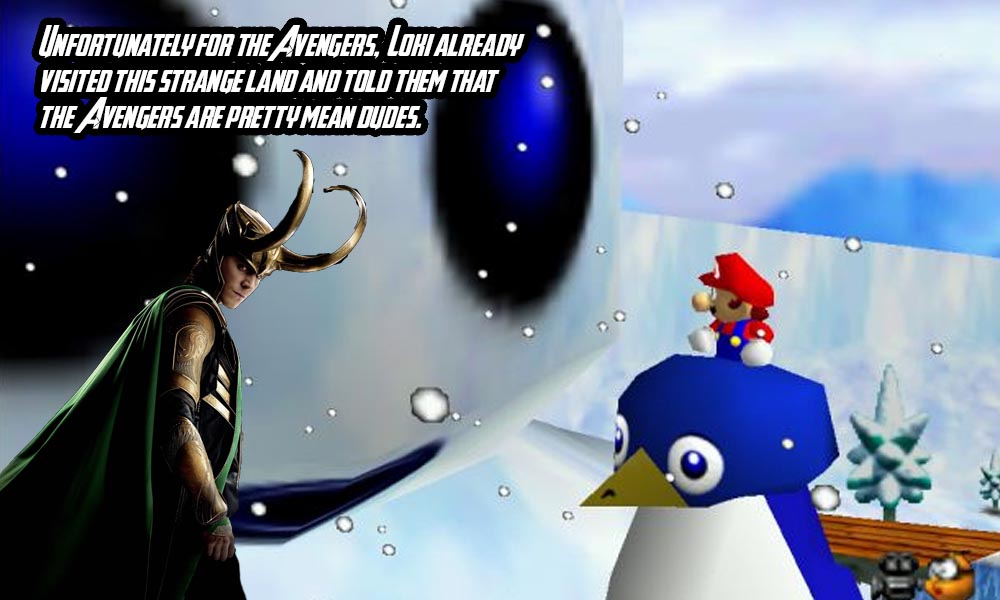 Unfortunately for the Avengers, Loki already
visited this strange land and told them that
the Avengers are pretty mean dudes.